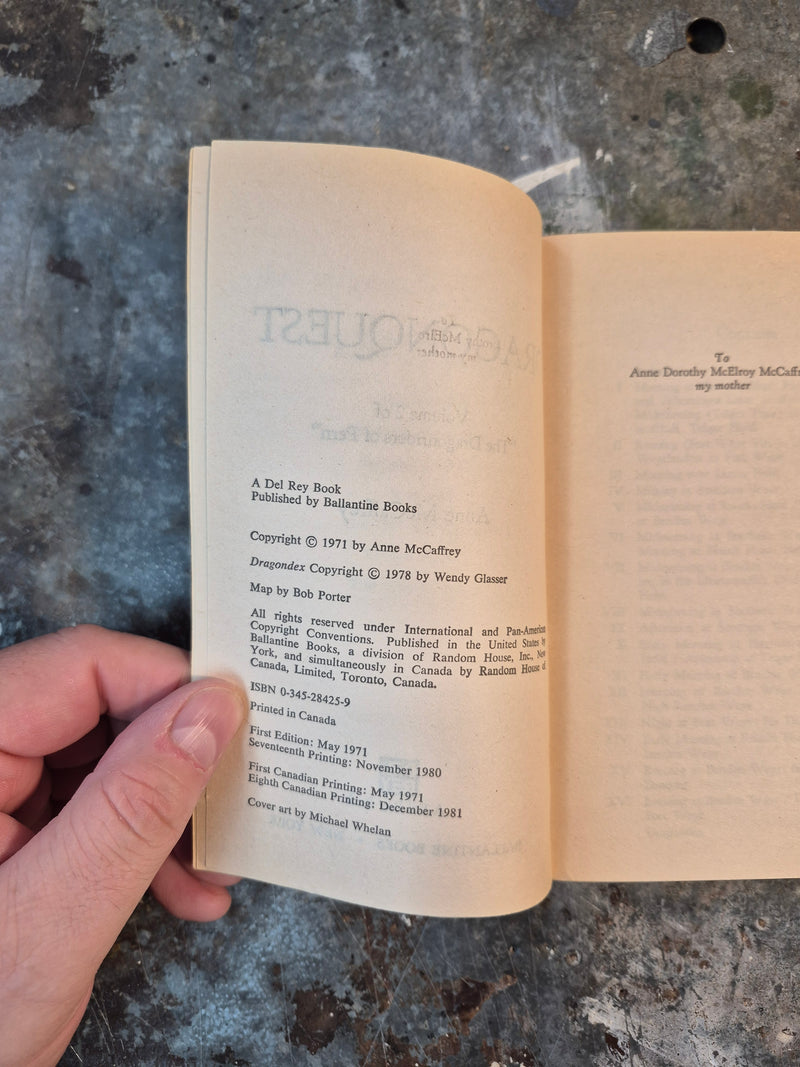 A Del Rey Book
Published by Ballantine Books
Copyright © 1971 by Anne McCaffrey
Dragondex Copyright © 1978 by Wendy Glasser
Map by Bob Porter
All rights reserved under International and Pan-American
Copyright Conventions. Published in the United States by
Ballantine Books, a division of Random House, Inc., New
York, and simultaneously in Canada by Random House of
Canada, Limited, Toronto, Canada.
ISBN 0-345-28425-9
Printed in Canada
First Edition: May 1971
Seventeenth Printing: November 1980
First Canadian Printing: May 1971
Eighth Canadian Printing: December 1981
Cover art by Michael Whelan
To
Anne Dorothy McElroy McCaffr
my mother